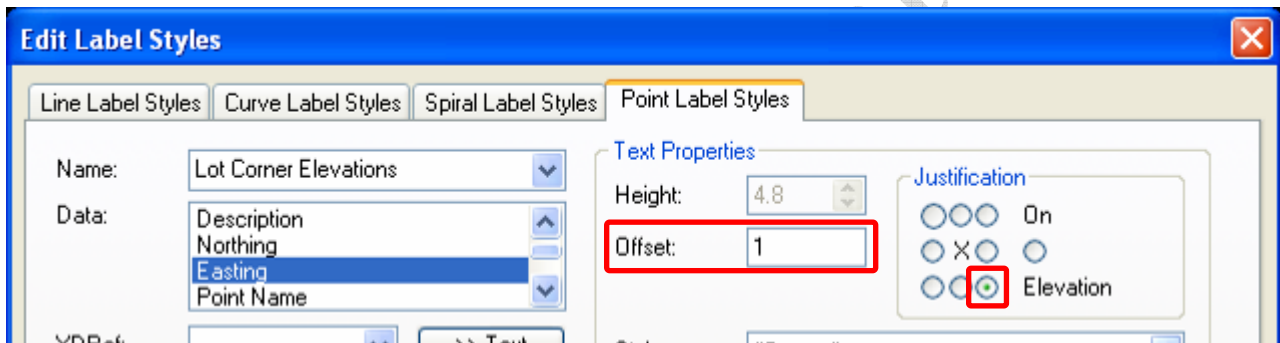 Edit Label Styles
Line Label Styles Curve Label Styles Spiral Label Styles Point Label Styles
Name: Lot Corner Elevations
Data: Description
Northing
Easting
Point Name
Text Properties
Height: 4.8
Offset: 1
Justification
On
X
Elevation
Text